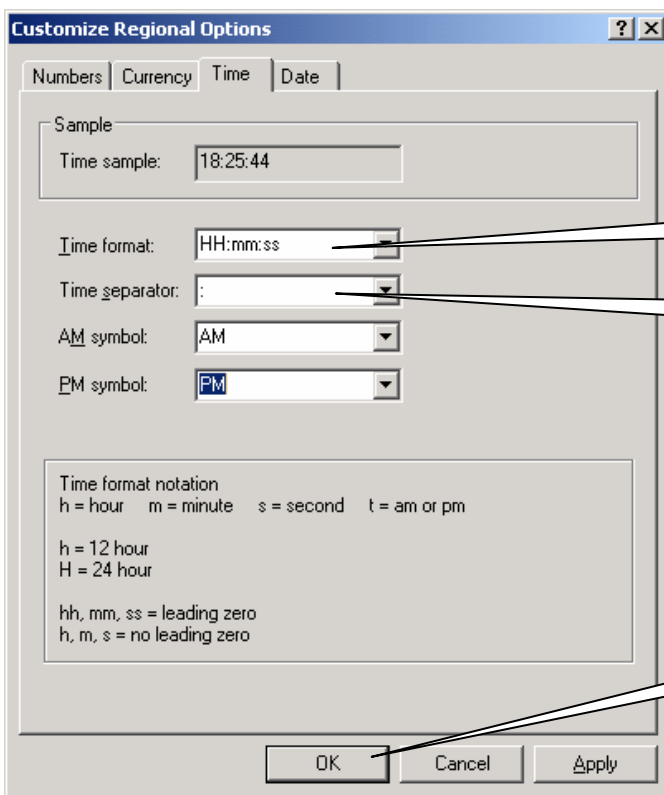 Customize Regional Options
Numbers Currency Time Date
Sample
Time sample: 18:25:44
Time format: HH:mm:ss
Time separator: :
AM symbol: AM
PM symbol: PM
Time format notation
h = hour m = minute s = second t = am or pm
h = 12 hour
H = 24 hour
hh, mm, ss = leading zero
h, m, s = no leading zero
OK Cancel Apply